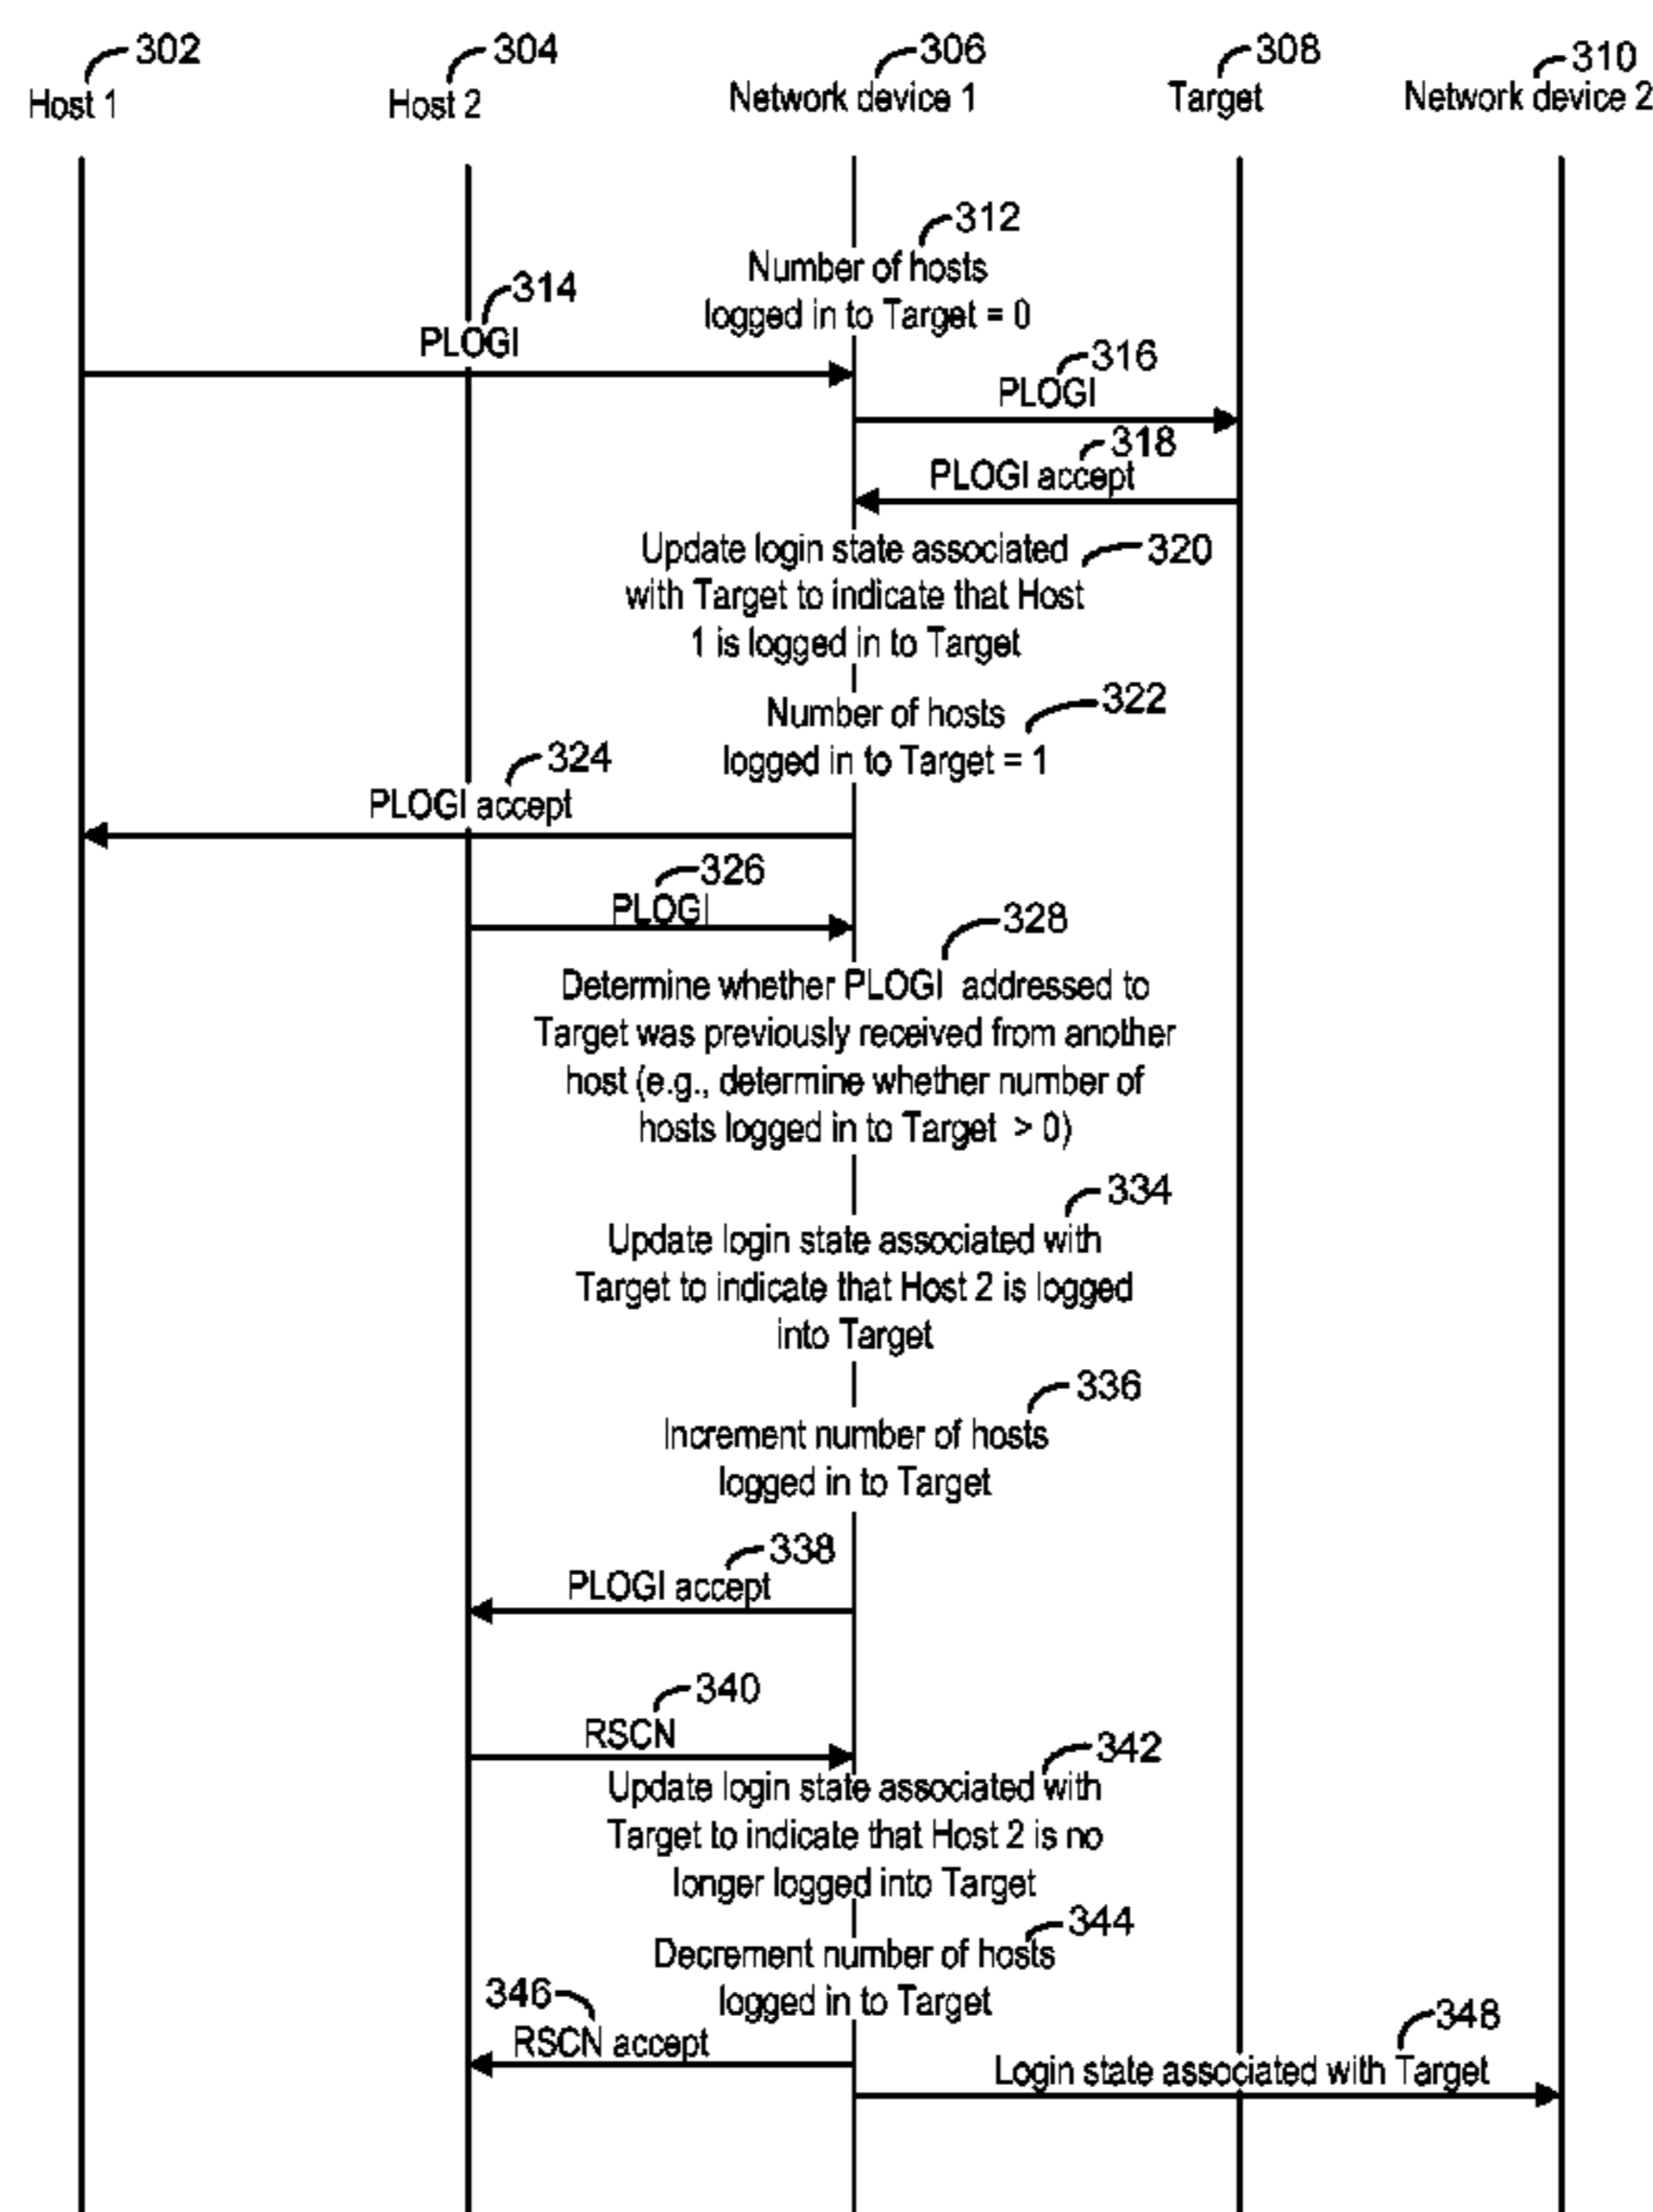 302
304
306
308
310
Host 1
Host 2
Network device 1
Target
Network device 2
312
Number of hosts
logged in to Target = 0
314
PLOGI
316
PLOGI
318
PLOGI accept
320
Update login state associated
with Target to indicate that Host
1 is logged in to Target
322
Number of hosts
logged in to Target = 1
324
PLOGI accept
326
PLOGI
328
Determine whether PLOGI addressed to
Target was previously received from another
host (e.g., determine whether number of
hosts logged in to Target > 0)
334
Update login state associated with
Target to indicate that Host 2 is logged
into Target
336
Increment number of hosts
logged in to Target
338
PLOGI accept
340
RSCN
342
Update login state associated with
Target to indicate that Host 2 is no
longer logged into Target
344
Decrement number of hosts
logged in to Target
346
RSCN accept
348
Login state associated with Target